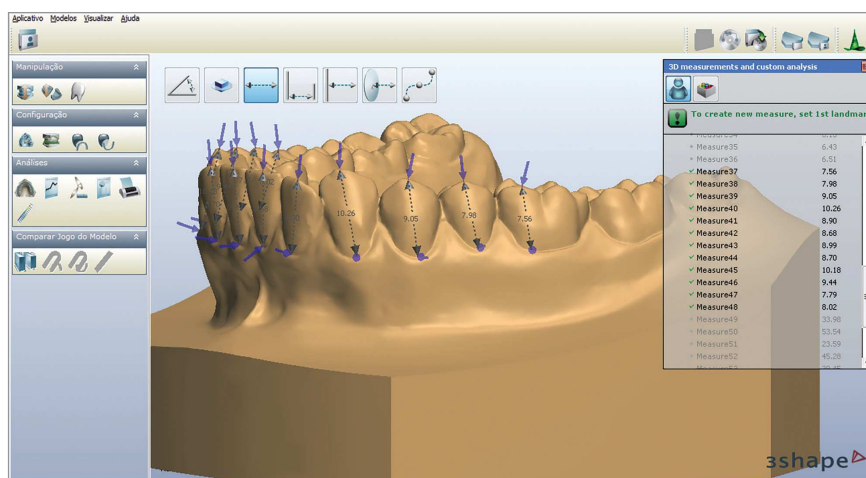 Aplicativo Modelos Visualizar Ajuda
Manipulação
Configuração
Análises
Comparar Jogo do Modelo
10.26
9.05
7.98
7.56
3D measurements and custom analysis
To create new measure, set 1st landmar
Measure35 6.43
Measure36 6.51
Measure37 7.56
Measure38 7.98
Measure39 9.05
Measure40 10.26
Measure41 8.90
Measure42 8.68
Measure43 8.99
Measure44 8.70
Measure45 10.18
Measure46 9.44
Measure47 7.79
Measure48 8.02
Measure49 33.98
Measure50 53.54
Measure51 23.59
Measure52 45.28
3shape